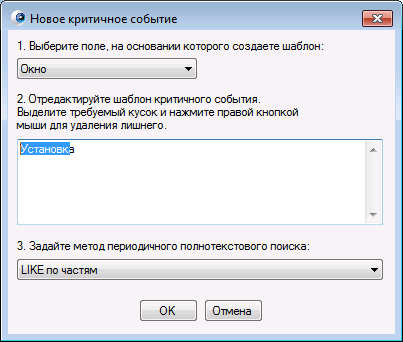 Новое критичное событие
1. Выберите поле, на основании которого создаете шаблон:
Окно
2. Отредактируйте шаблон критичного события.
Выделите требуемый кусок и нажмите правой кнопкой
мыши для удаления лишнего.
Установка
3. Задайте метод периодичного полнотекстового поиска:
LIKE по частям
OK
Отмена